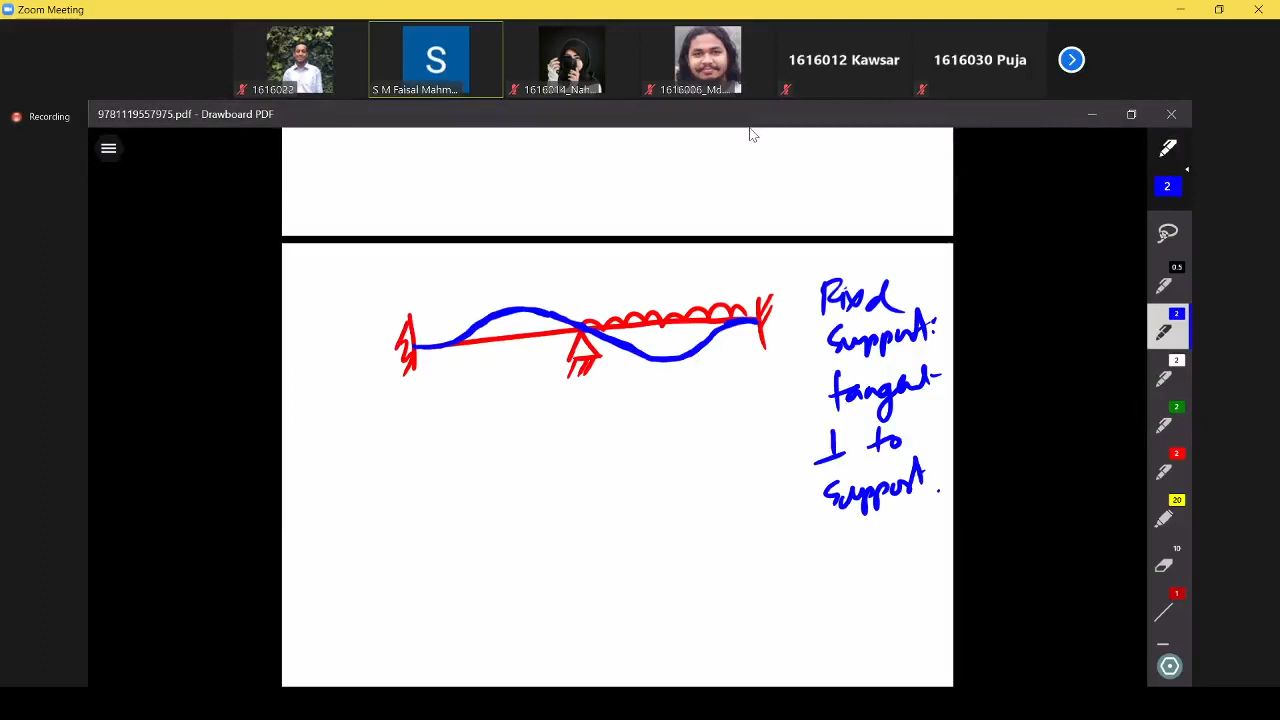 Zoom Meeting
1616022
S
S M Faisal Mahm...
1616014_Nah...
1616006_Md...
1616012 Kawsar
1616030 Puja
Recording
9781119557975.pdf - Drawboard PDF
2
0.5
2
2
2
2
20
10
1
Fixed
Support:
tangent
⊥ to
support.